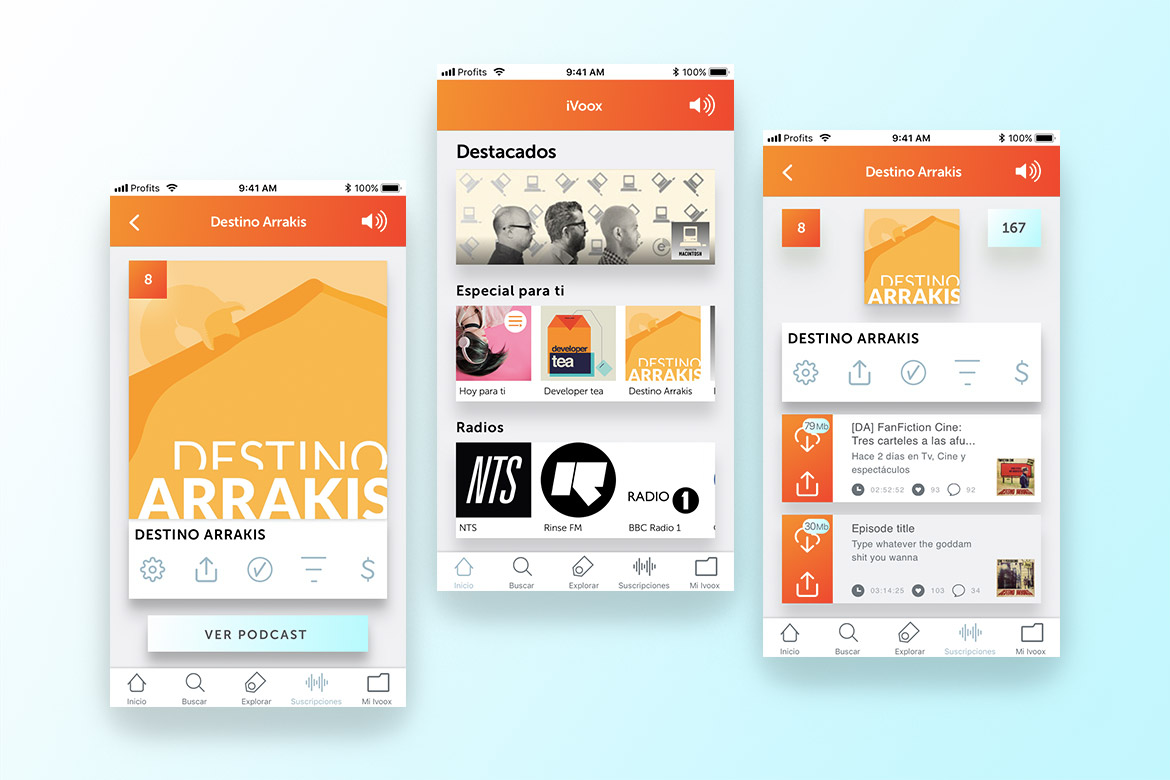 Profits 9:41 AM 100%
Destino Arrakis
8
DESTINO
ARRAKIS
DESTINO ARRAKIS
$
VER PODCAST
Inicio Buscar Explorar Suscripciones Mi Ivoox
Profits 9:41 AM 100%
iVoox
Destacados
MACINTOSH
Especial para ti
developer
tea
DESTINO
ARRAKIS
Hoy para ti Developer tea Destino Arrakis
Radios
NTS
RADIO 1
NTS Rinse FM BBC Radio 1
Inicio Buscar Explorar Suscripciones Mi Ivoox
Profits 9:41 AM 100%
Destino Arrakis
8
167
DESTINO
ARRAKIS
DESTINO ARRAKIS
$
79Mb
[DA] FanFiction Cine:
Tres carteles a las afu...
Hace 2 días en Tv, Cine y
espectáculos
02:52:52 93 92
30Mb
Episode title
Type whatever the goddam
shit you wanna
03:14:25 103 34
Inicio Buscar Explorar Suscripciones Mi Ivoox